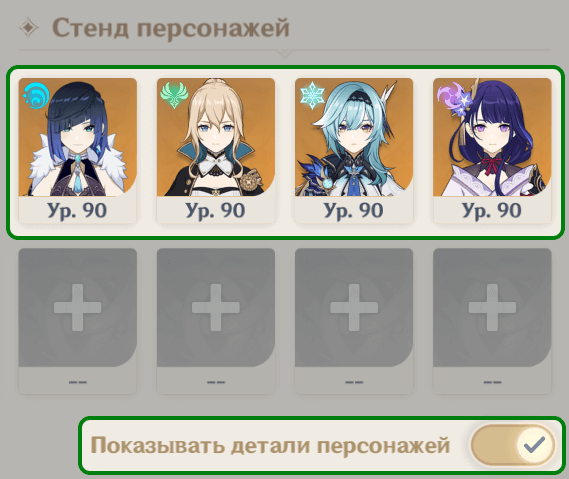 Стенд персонажей
Ур. 90 Ур. 90 Ур. 90 Ур. 90
-- -- -- --
Показывать детали персонажей